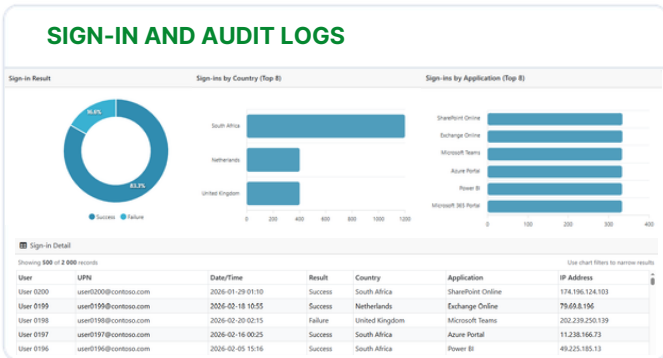 SIGN-IN AND AUDIT LOGS
Sign-in Result
Sign-ins by Country (Top 8)
Sign-ins by Application (Top 8)
16.6%
83.3%
Success Failure
South Africa
Netherlands
United Kingdom
0 200 400 600 800 1000 1200
SharePoint Online
Exchange Online
Microsoft Teams
Azure Portal
Power BI
Microsoft 365 Portal
0 100 200 300 400
Sign-in Detail
Showing 500 of 2 000 records
Use chart filters to narrow results
User UPN Date/Time Result Country Application IP Address
User 0200 user0200@contoso.com 2026-01-29 01:10 Success South Africa SharePoint Online 174.196.124.103
User 0199 user0199@contoso.com 2026-02-18 10:55 Success Netherlands Exchange Online 79.69.8.196
User 0198 user0198@contoso.com 2026-02-20 02:15 Failure United Kingdom Microsoft Teams 202.239.250.139
User 0197 user0197@contoso.com 2026-02-16 00:25 Success South Africa Azure Portal 11.238.166.73
User 0196 user0196@contoso.com 2026-02-05 15:16 Success South Africa Power BI 49.225.185.13